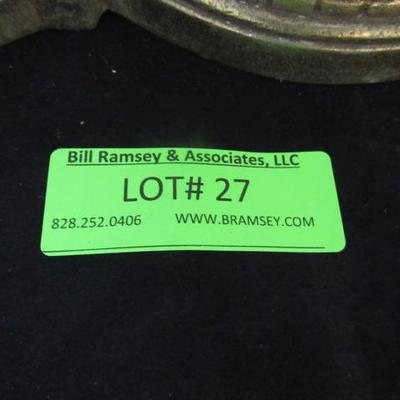 Bill Ramsey & Associates, LLC
LOT# 27
828.252.0406 WWW.BRAMSEY.COM